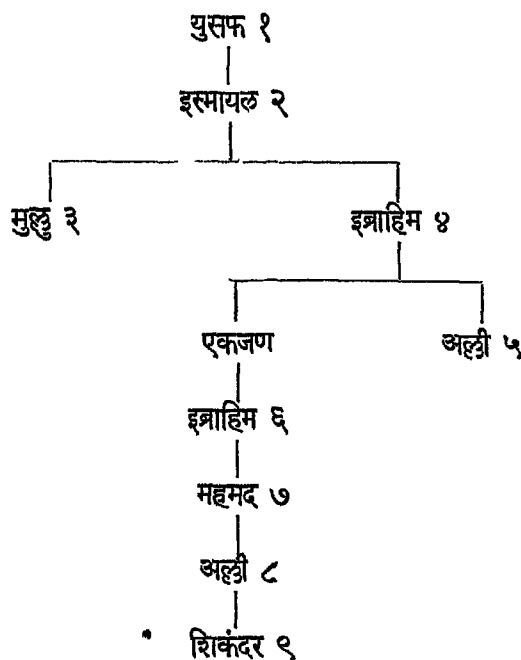 युसफ १
इस्मायल २
मुल्लु ३ इब्राहिम ४
एकजण अल्ली ५
इब्राहिम ६
महमद ७
अल्ली ८
शिकंदर ९